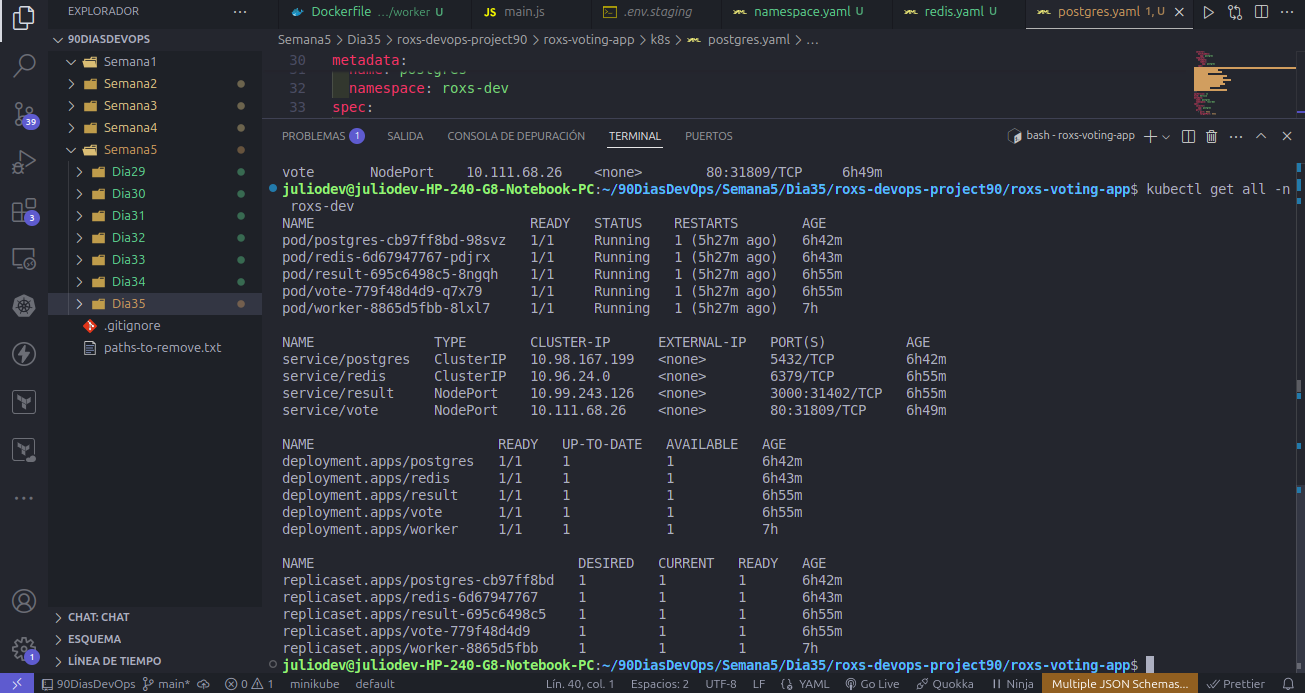 EXPLORADOR ...
Dockerfile .../worker U
JS main.js
.env.staging
namespace.yaml U
redis.yaml U
postgres.yaml 1, U
90DIASDEVOPS
Semana5 > Dia35 > roxs-devops-project90 > roxs-voting-app > k8s > postgres.yaml > ...
Semana1
Semana2
Semana3
Semana4
Semana5
Dia29
Dia30
Dia31
Dia32
Dia33
Dia34
Dia35
.gitignore
paths-to-remove.txt
39
3
30 metadata:
31 name: postgres
32 namespace: roxs-dev
33 spec:
PROBLEMAS 1 SALIDA CONSOLA DE DEPURACIÓN TERMINAL PUERTOS
bash - roxs-voting-app
vote NodePort 10.111.68.26 <none> 80:31809/TCP 6h49m
juliodev@juliodev-HP-240-G8-Notebook-PC:~/90DiasDevOps/Semana5/Dia35/roxs-devops-project90/roxs-voting-app$ kubectl get all -n
roxs-dev
NAME READY STATUS RESTARTS AGE
pod/postgres-cb97ff8bd-98svz 1/1 Running 1 (5h27m ago) 6h42m
pod/redis-6d67947767-pdjrx 1/1 Running 1 (5h27m ago) 6h43m
pod/result-695c6498c5-8ngqh 1/1 Running 1 (5h27m ago) 6h55m
pod/vote-779f48d4d9-q7x79 1/1 Running 1 (5h27m ago) 6h55m
pod/worker-8865d5fbb-8lxl7 1/1 Running 1 (5h27m ago) 7h
NAME TYPE CLUSTER-IP EXTERNAL-IP PORT(S) AGE
service/postgres ClusterIP 10.98.167.199 <none> 5432/TCP 6h42m
service/redis ClusterIP 10.96.24.0 <none> 6379/TCP 6h55m
service/result NodePort 10.99.243.126 <none> 3000:31402/TCP 6h55m
service/vote NodePort 10.111.68.26 <none> 80:31809/TCP 6h49m
NAME READY UP-TO-DATE AVAILABLE AGE
deployment.apps/postgres 1/1 1 1 6h42m
deployment.apps/redis 1/1 1 1 6h43m
deployment.apps/result 1/1 1 1 6h55m
deployment.apps/vote 1/1 1 1 6h55m
deployment.apps/worker 1/1 1 1 7h
NAME DESIRED CURRENT READY AGE
replicaset.apps/postgres-cb97ff8bd 1 1 1 6h42m
replicaset.apps/redis-6d67947767 1 1 1 6h43m
replicaset.apps/result-695c6498c5 1 1 1 6h55m
replicaset.apps/vote-779f48d4d9 1 1 1 6h55m
replicaset.apps/worker-8865d5fbb 1 1 1 7h
juliodev@juliodev-HP-240-G8-Notebook-PC:~/90DiasDevOps/Semana5/Dia35/roxs-devops-project90/roxs-voting-app$
CHAT: CHAT
ESQUEMA
LÍNEA DE TIEMPO
1
90DiasDevOps main* 0 1 minikube default Lín. 40, col. 1 Espacios: 2 UTF-8 LF {} YAML Go Live Quokka Ninja Multiple JSON Schemas... Prettier